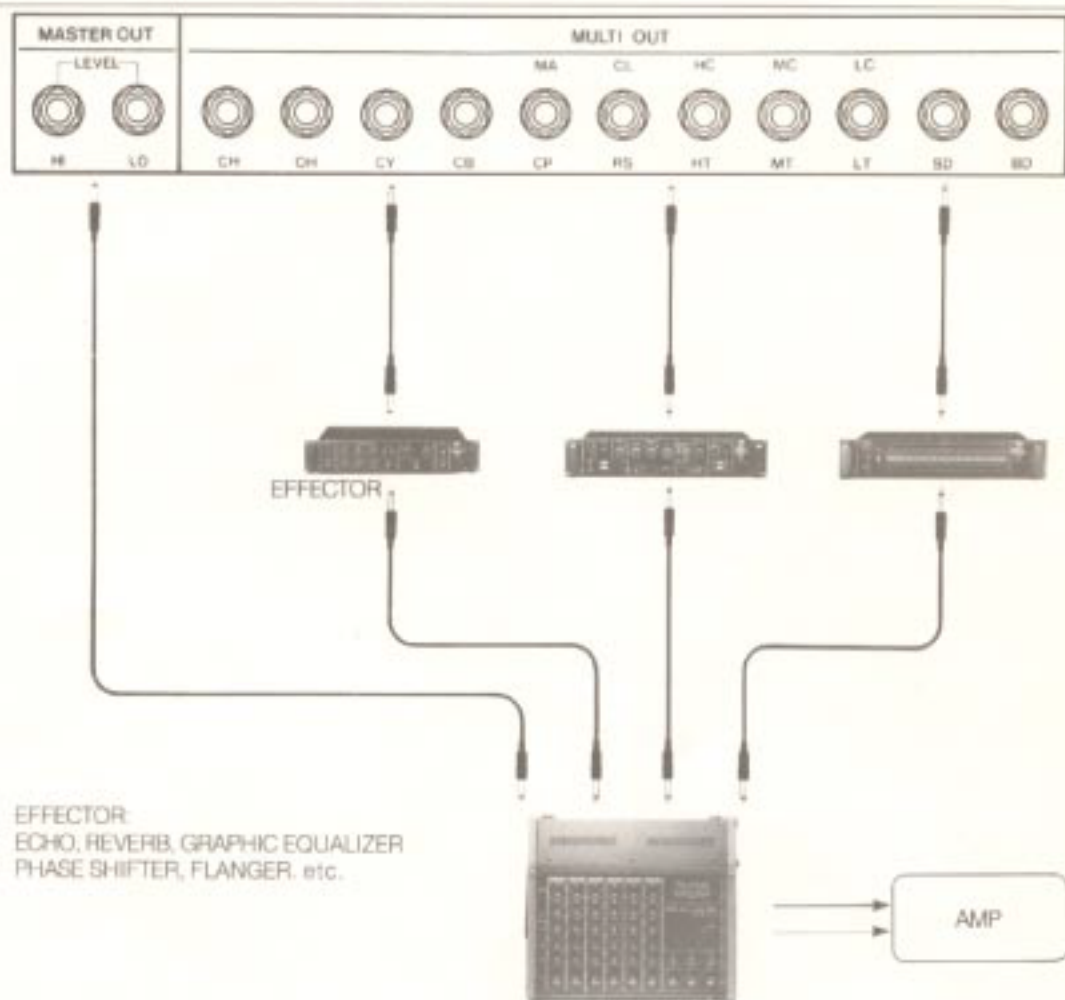 MASTER OUT
MULTI OUT
LEVEL
MA CL HC MC LC
HI LO CH OH CY CB CP RS HT MT LT SD BD
EFFECTOR
EFFECTOR:
ECHO, REVERB, GRAPHIC EQUALIZER
PHASE SHIFTER, FLANGER. etc.
AMP